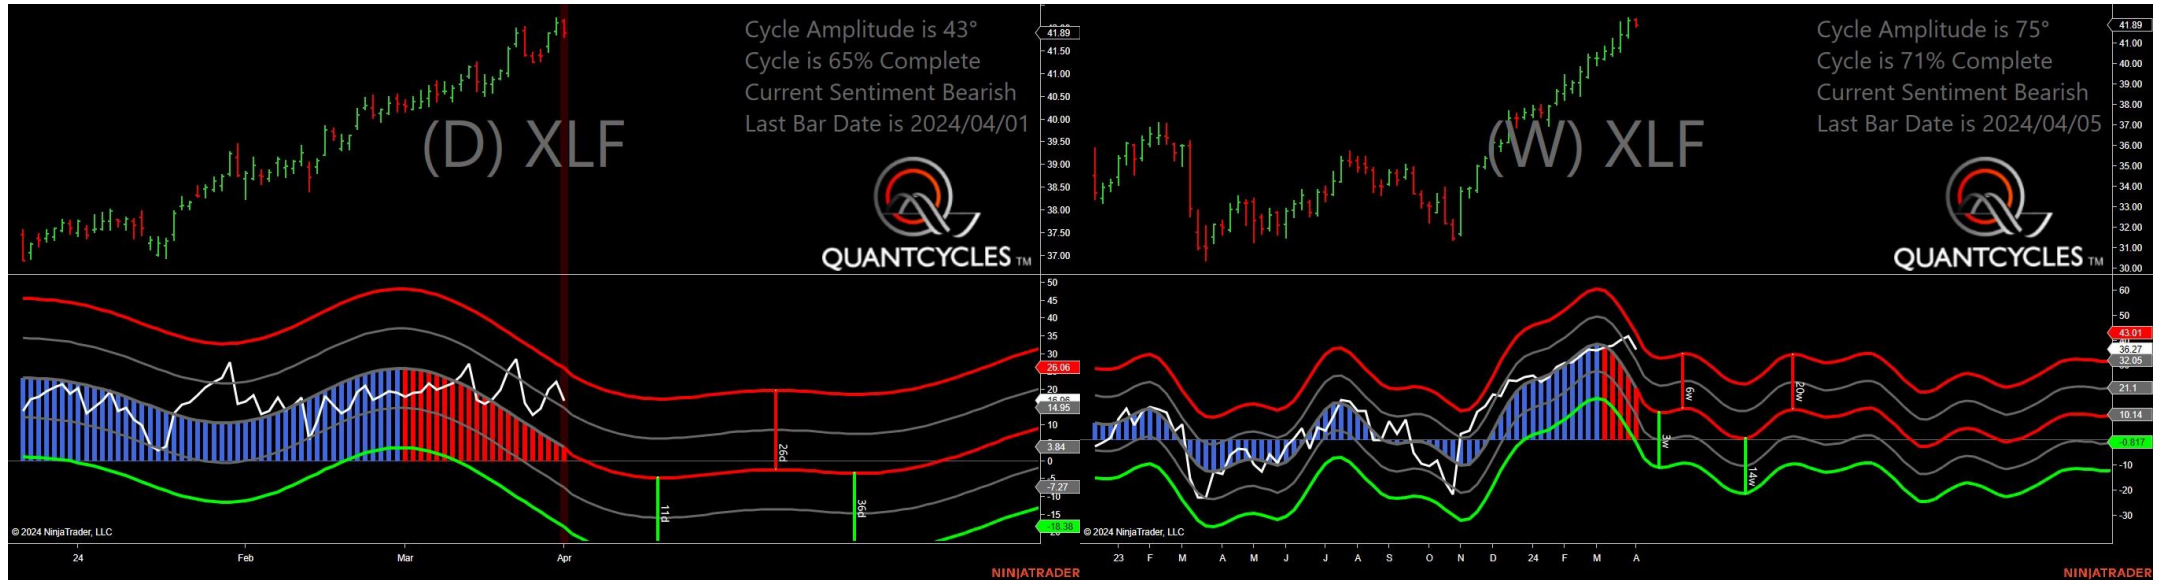 Cycle Amplitude is 43°
Cycle is 65% Complete
Current Sentiment Bearish
Last Bar Date is 2024/04/01
(D) XLF
QUANTCYCLES TM
41.89
41.50
41.00
40.50
40.00
39.50
39.00
38.50
38.00
37.50
37.00
50
45
40
35
30
26.06
20
14.95
10
3.84
0
-5
-7.27
-10
-15
-18.38
26d
11d
36d
© 2024 NinjaTrader, LLC
24 Feb Mar Apr
NINJATRADER
Cycle Amplitude is 75°
Cycle is 71% Complete
Current Sentiment Bearish
Last Bar Date is 2024/04/05
(W) XLF
QUANTCYCLES TM
41.89
41.00
40.00
39.00
38.00
37.00
36.00
35.00
34.00
33.00
32.00
31.00
30.00
60
50
43.01
36.27
32.05
21.1
10.14
-0.817
-10
-20
-30
6w
20w
3w
14w
© 2024 NinjaTrader, LLC
23 F M A M J J A S O N D 24 F M A
NINJATRADER